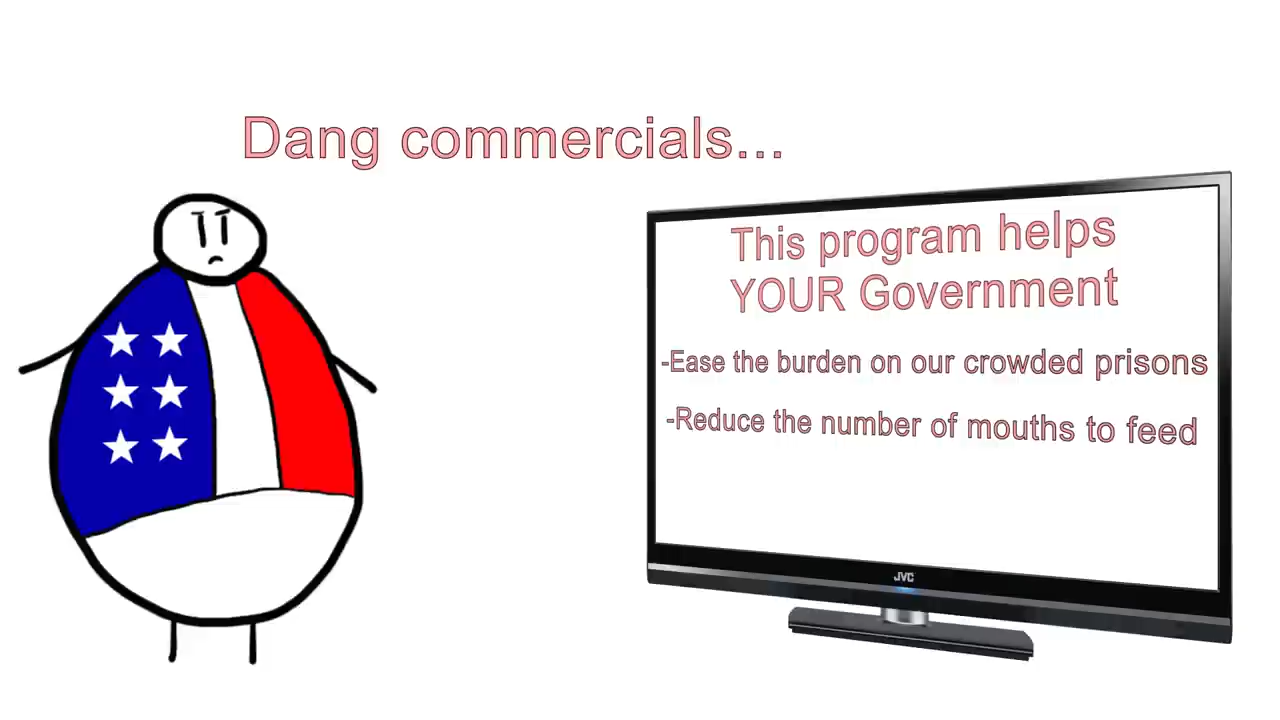 Dang commercials...
This program helps
YOUR Government
-Ease the burden on our crowded prisons
-Reduce the number of mouths to feed
JVC